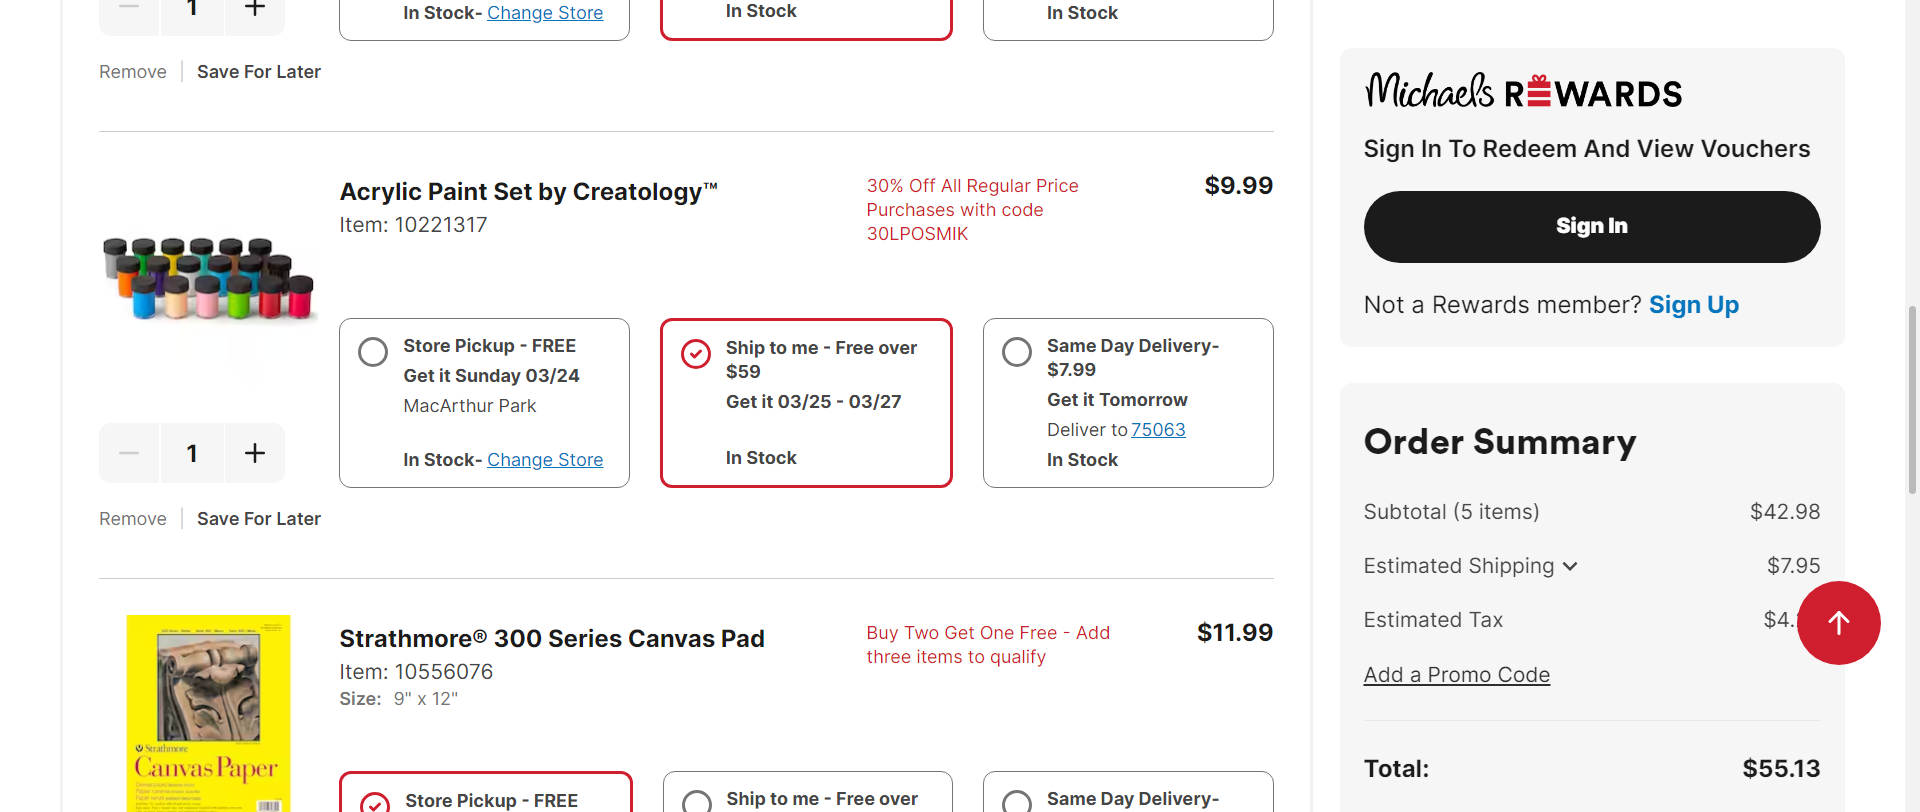 1
In Stock- Change Store
In Stock
In Stock
Remove
Save For Later
Acrylic Paint Set by Creatology™
Item: 10221317
30% Off All Regular Price
Purchases with code
30LPOSMIK
$9.99
Store Pickup - FREE
Get it Sunday 03/24
MacArthur Park
In Stock- Change Store
Ship to me - Free over
$59
Get it 03/25 - 03/27
In Stock
Same Day Delivery-
$7.99
Get it Tomorrow
Deliver to 75063
In Stock
1
Remove
Save For Later
Strathmore® 300 Series Canvas Pad
Item: 10556076
Size: 9" x 12"
Buy Two Get One Free - Add
three items to qualify
$11.99
Strathmore
Canvas Paper
Store Pickup - FREE
Ship to me - Free over
Same Day Delivery-
Michaels REWARDS
Sign In To Redeem And View Vouchers
Sign In
Not a Rewards member? Sign Up
Order Summary
Subtotal (5 items) $42.98
Estimated Shipping $7.95
Estimated Tax $4.
Add a Promo Code
Total: $55.13